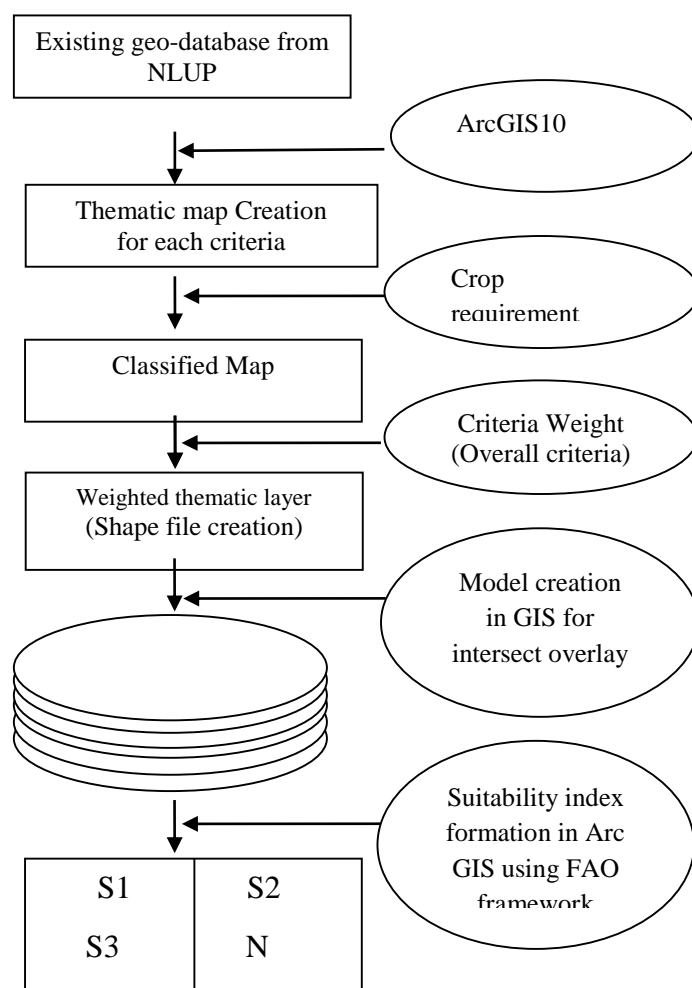 Existing geo-database from
NLUP
ArcGIS10
Thematic map Creation
for each criteria
Crop
requirement
Classified Map
Criteria Weight
(Overall criteria)
Weighted thematic layer
(Shape file creation)
Model creation
in GIS for
intersect overlay
Suitability index
formation in Arc
GIS using FAO
framework
S1 S2
S3 N